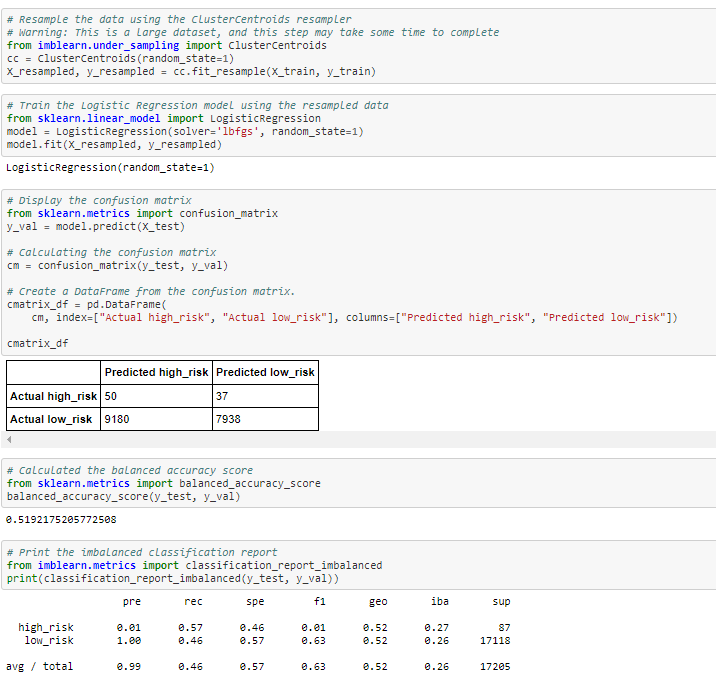 # Resample the data using the ClusterCentroids resampler
# Warning: This is a large dataset, and this step may take some time to complete
from imblearn.under_sampling import ClusterCentroids
cc = ClusterCentroids(random_state=1)
X_resampled, y_resampled = cc.fit_resample(X_train, y_train)
# Train the Logistic Regression model using the resampled data
from sklearn.linear_model import LogisticRegression
model = LogisticRegression(solver='lbfgs', random_state=1)
model.fit(X_resampled, y_resampled)
LogisticRegression(random_state=1)
# Display the confusion matrix
from sklearn.metrics import confusion_matrix
y_val = model.predict(X_test)
# Calculating the confusion matrix
cm = confusion_matrix(y_test, y_val)
# Create a DataFrame from the confusion matrix.
cmatrix_df = pd.DataFrame(
    cm, index=["Actual high_risk", "Actual low_risk"], columns=["Predicted high_risk", "Predicted low_risk"])
cmatrix_df
Predicted high_risk Predicted low_risk
Actual high_risk 50 37
Actual low_risk 9180 7938
# Calculated the balanced accuracy score
from sklearn.metrics import balanced_accuracy_score
balanced_accuracy_score(y_test, y_val)
0.5192175205772508
# Print the imbalanced classification report
from imblearn.metrics import classification_report_imbalanced
print(classification_report_imbalanced(y_test, y_val))
pre rec spe f1 geo iba sup
high_risk 0.01 0.57 0.46 0.01 0.52 0.27 87
low_risk 1.00 0.46 0.57 0.63 0.52 0.26 17118
avg / total 0.99 0.46 0.57 0.63 0.52 0.26 17205